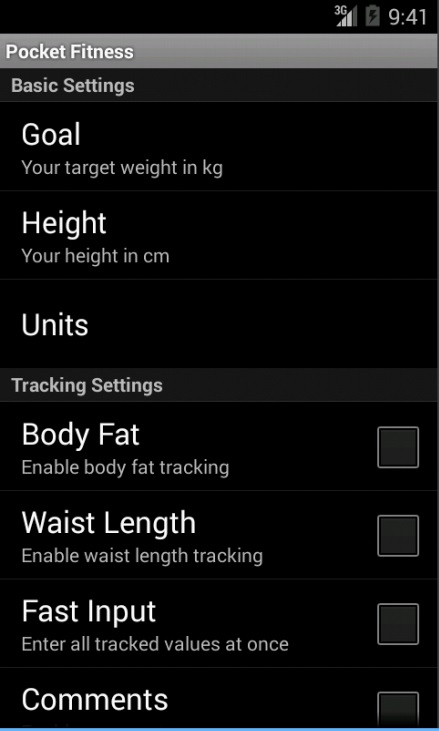 3G 9:41
Pocket Fitness
Basic Settings
Goal
Your target weight in kg
Height
Your height in cm
Units
Tracking Settings
Body Fat
Enable body fat tracking
Waist Length
Enable waist length tracking
Fast Input
Enter all tracked values at once
Comments